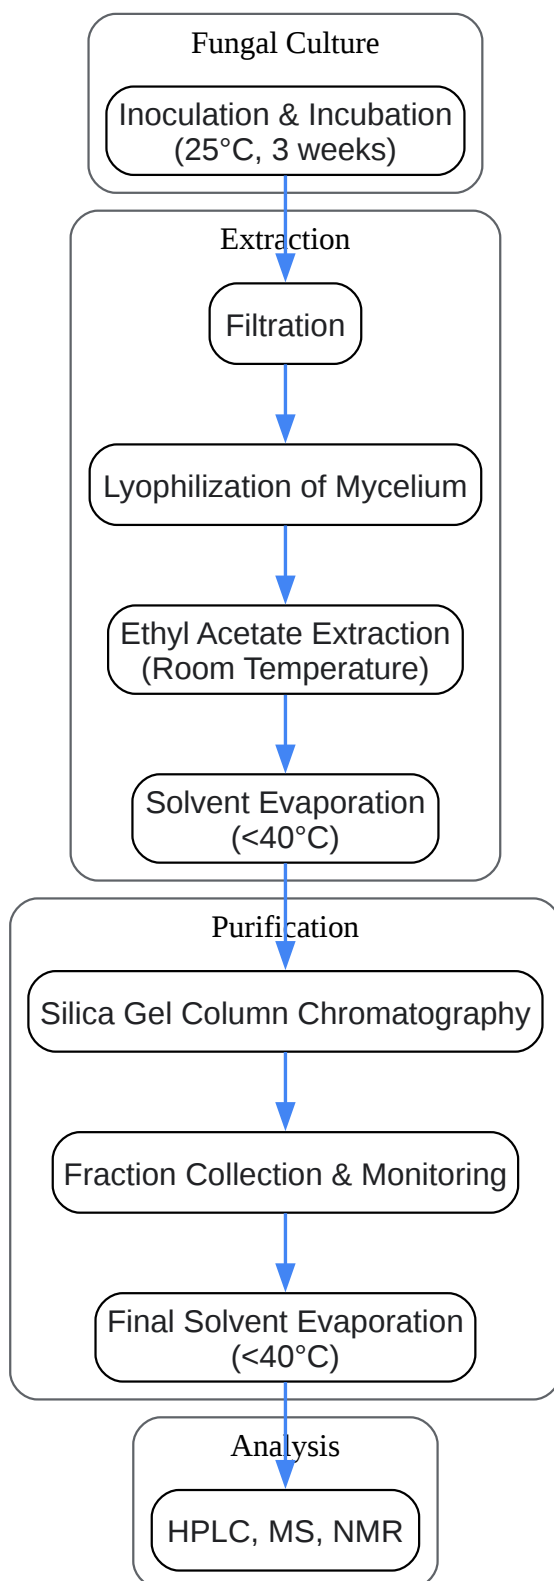 Fungal Culture
Inoculation & Incubation
(25°C, 3 weeks)
Extraction
Filtration
Lyophilization of Mycelium
Ethyl Acetate Extraction
(Room Temperature)
Solvent Evaporation
(<40°C)
Purification
Silica Gel Column Chromatography
Fraction Collection & Monitoring
Final Solvent Evaporation
(<40°C)
Analysis
HPLC, MS, NMR